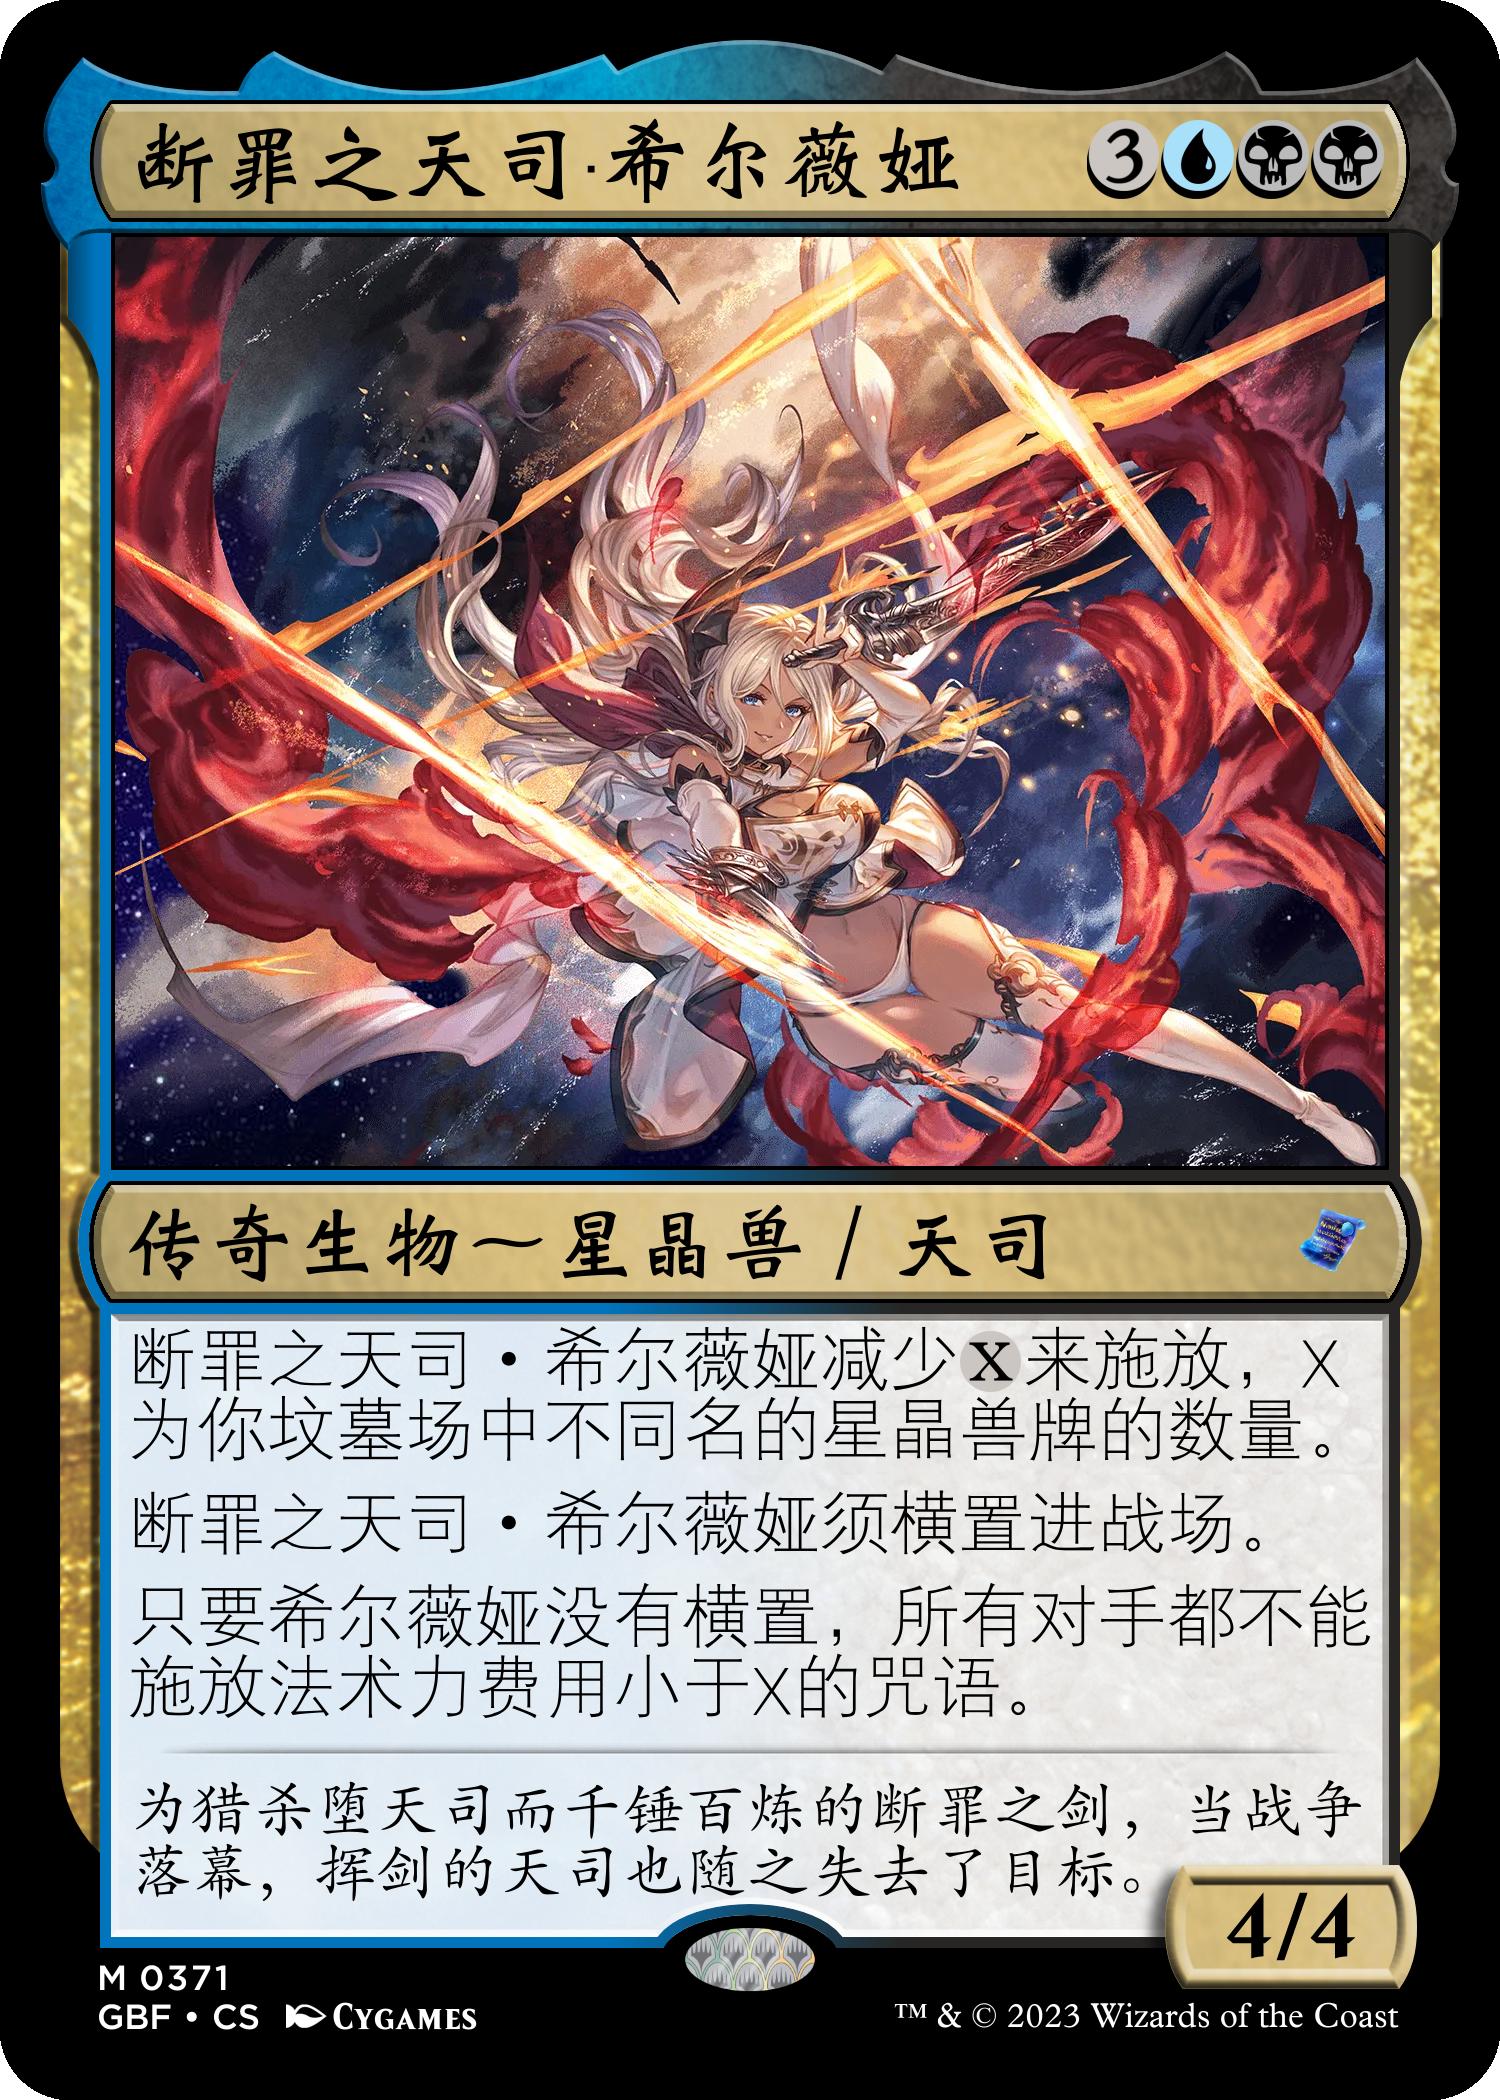 断罪之天司·希尔薇娅 3
传奇生物～星晶兽 / 天司
断罪之天司·希尔薇娅减少X来施放，X
为你坟墓场中不同名的星晶兽牌的数量。
断罪之天司·希尔薇娅须横置进战场。
只要希尔薇娅没有横置，所有对手都不能
施放法术力费用小于X的咒语。
为猎杀堕天司而千锤百炼的断罪之剑，当战争
落幕，挥剑的天司也随之失去了目标。
4/4
M 0371
GBF • CS CYGAMES
™ & © 2023 Wizards of the Coast